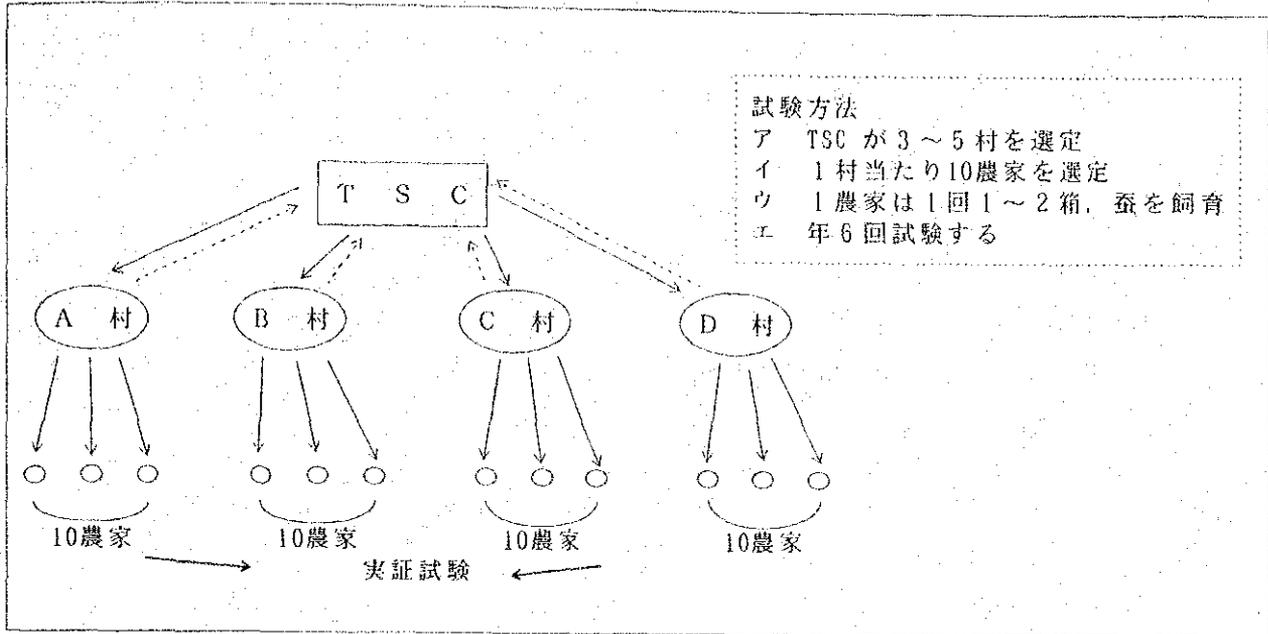 試験方法
ア TSC が3～5村を選定
イ 1村当たり10農家を選定
ウ 1農家は1回1～2箱，蚕を飼育
エ 年6回試験する
T S C
A 村
B 村
C 村
D 村
10農家
10農家
10農家
10農家
実証試験